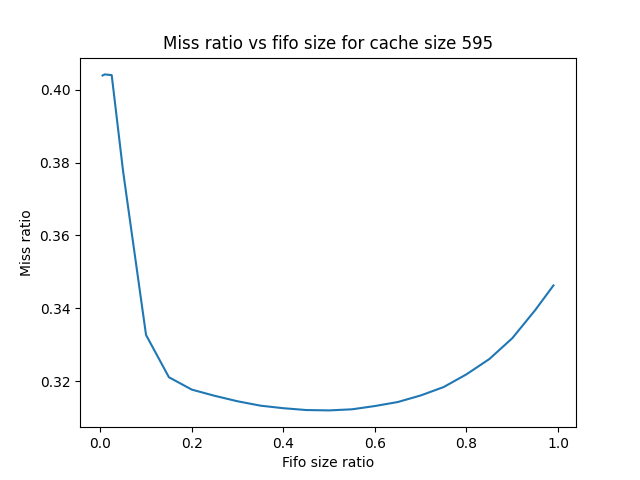 Miss ratio vs fifo size for cache size 595
Miss ratio
0.40
0.38
0.36
0.34
0.32
0.0 0.2 0.4 0.6 0.8 1.0
Fifo size ratio